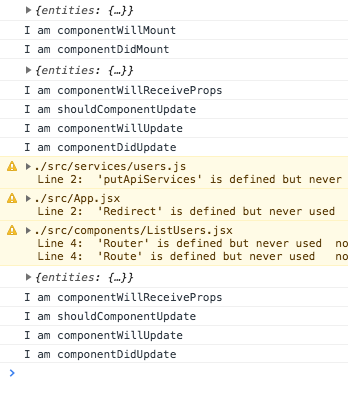 {entities: {…}}
I am componentWillMount
I am componentDidMount
{entities: {…}}
I am componentWillReceiveProps
I am shouldComponentUpdate
I am componentWillUpdate
I am componentDidUpdate
./src/services/users.js
Line 2: 'putApiServices' is defined but never
./src/App.jsx
Line 2: 'Redirect' is defined but never used
./src/components/ListUsers.jsx
Line 4: 'Router' is defined but never used no
Line 4: 'Route' is defined but never used no
{entities: {…}}
I am componentWillReceiveProps
I am shouldComponentUpdate
I am componentWillUpdate
I am componentDidUpdate